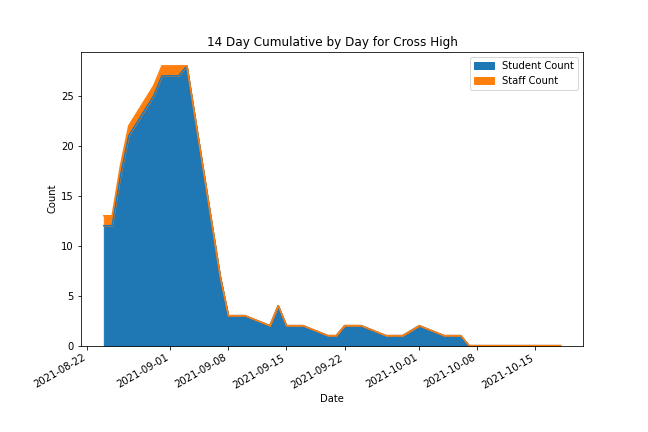 14 Day Cumulative by Day for Cross High
Student Count
Staff Count
25
20
15
10
5
0
Count
2021-08-22
2021-09-01
2021-09-08
2021-09-15
2021-09-22
2021-10-01
2021-10-08
2021-10-15
Date